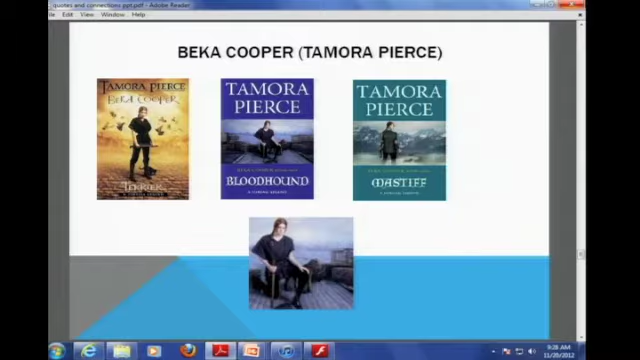 quotes and connections ppt.pdf - Adobe Reader
File Edit View Window Help
BEKA COOPER (TAMORA PIERCE)
TAMORA PIERCE
BEKA COOPER
TERRIER
TAMORA
PIERCE
BLOODHOUND
TAMORA
PIERCE
MASTIFF
9:28 AM
11/20/2012